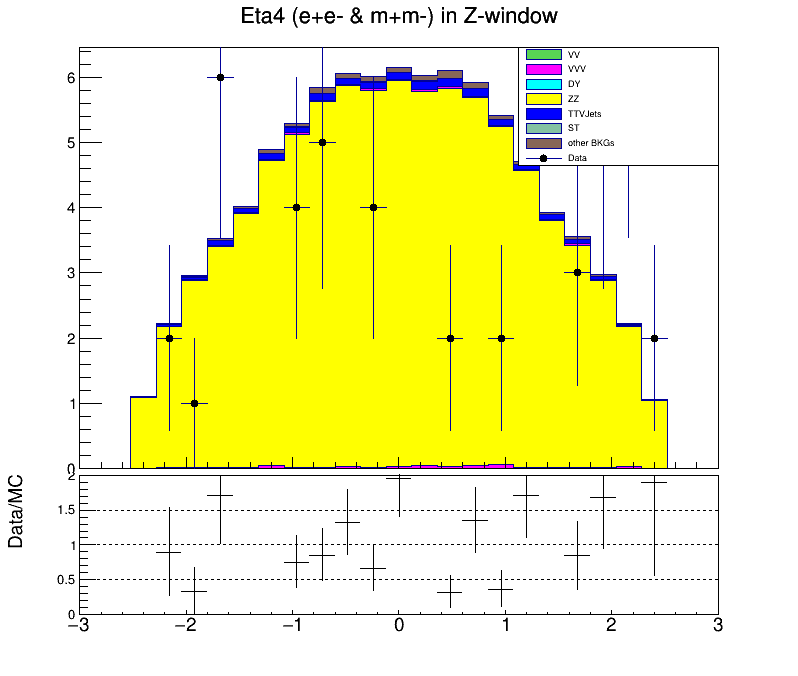 Eta4 (e+e- & m+m-) in Z-window
VV
VVV
DY
ZZ
TTVJets
ST
other BKGs
Data
6
5
4
3
2
1
0
Data/MC
2
1.5
1
0.5
0
−3 −2 −1 0 1 2 3